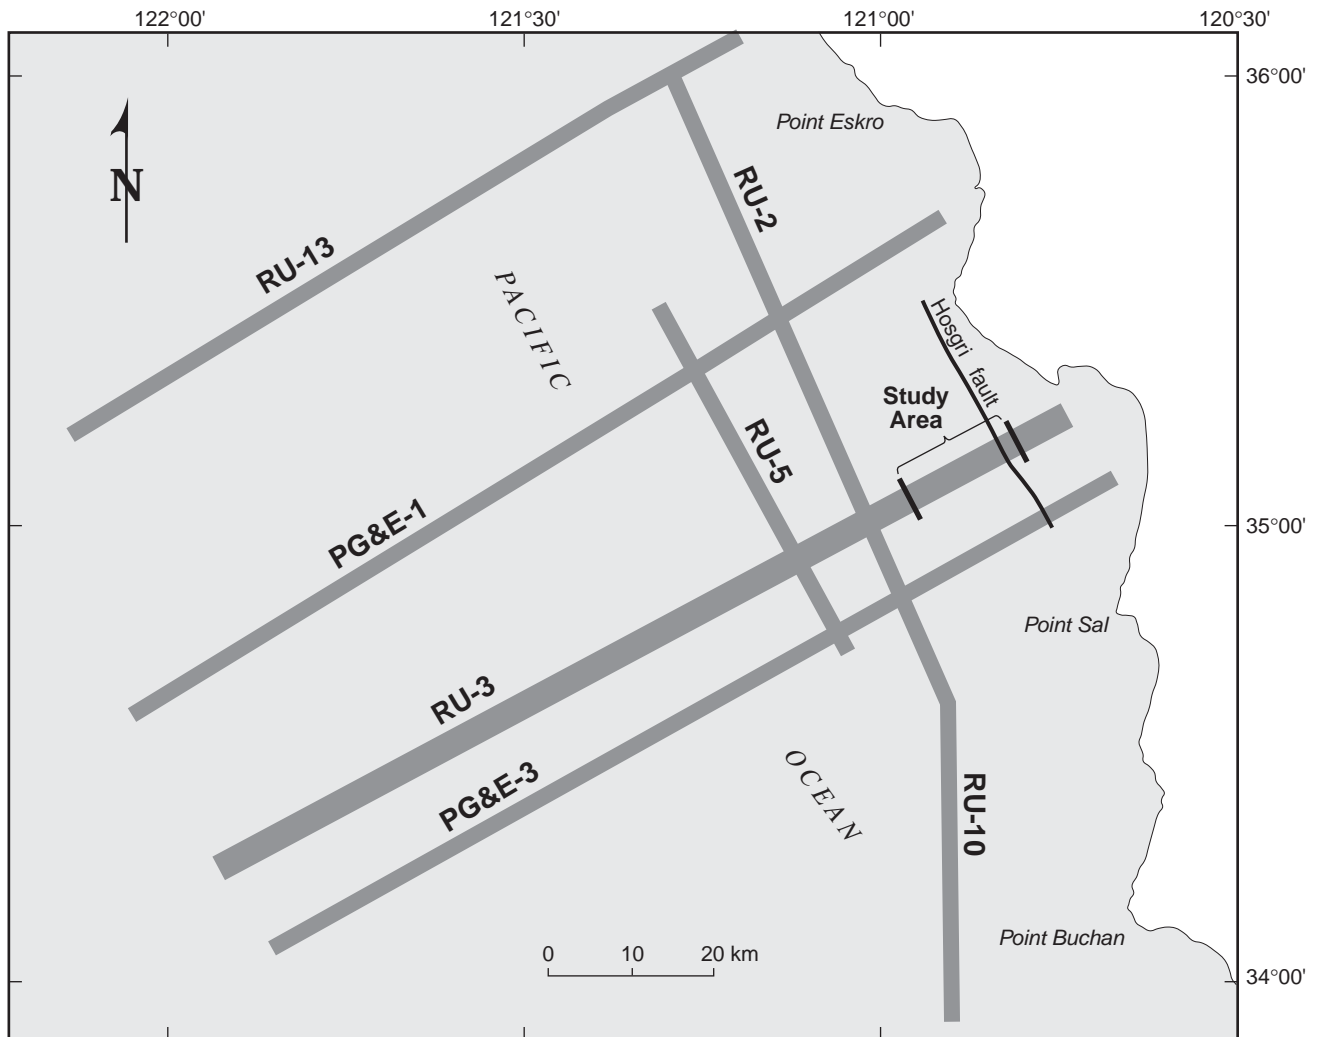 122°00'
121°30'
121°00'
120°30'
36°00'
Point Eskro
N
RU-2
RU-13
PACIFIC
Hosgri fault
Study
Area
RU-5
PG&E-1
35°00'
Point Sal
RU-3
PG&E-3
OCEAN
RU-10
Point Buchan
0 10 20 km
34°00'